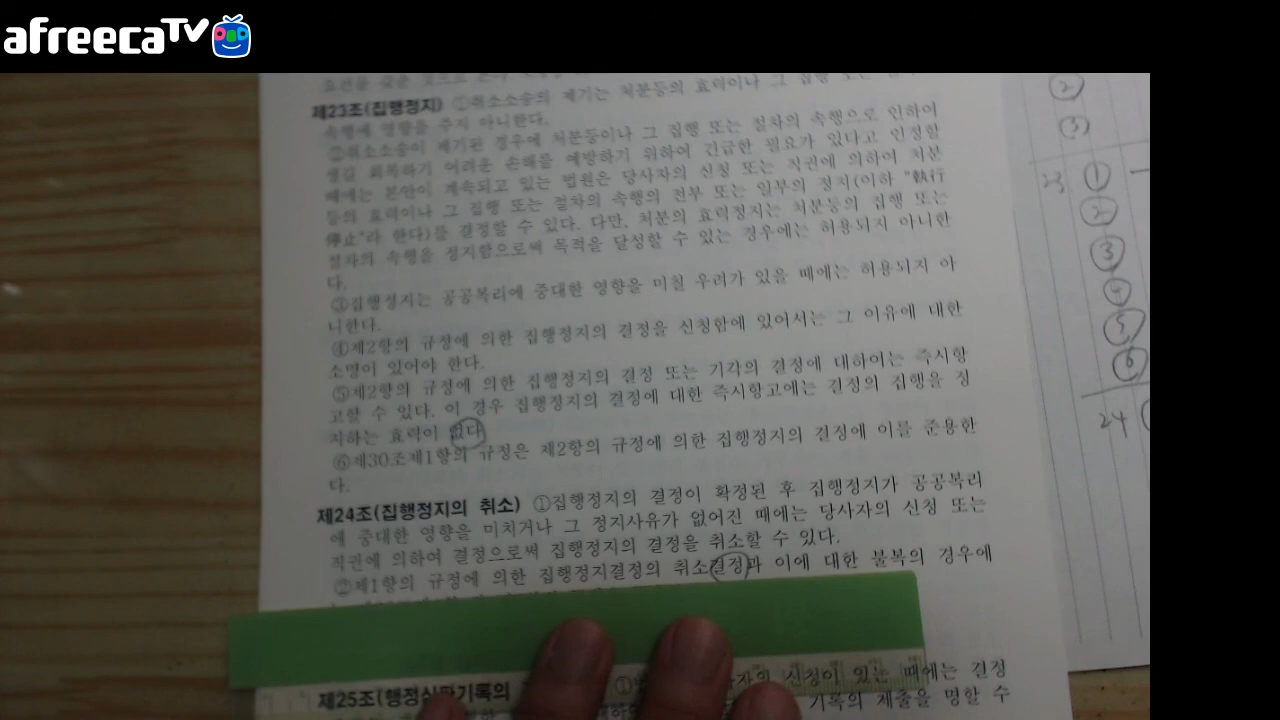 afreecaTV
제23조(집행정지) ①취소소송의 제기는 처분등의 효력이나 그 집행 또는
속행에 영향을 주지 아니한다.
②취소소송이 제기된 경우에 처분등이나 그 집행 또는 절차의 속행으로 인하여
생길 회복하기 어려운 손해를 예방하기 위하여 긴급한 필요가 있다고 인정할
때에는 본안이 계속되고 있는 법원은 당사자의 신청 또는 직권에 의하여 처분
등의 효력이나 그 집행 또는 절차의 속행의 전부 또는 일부의 정지(이하 "執行
停止"라 한다)를 결정할 수 있다. 다만, 처분의 효력정지는 처분등의 집행 또는
절차의 속행을 정지함으로써 목적을 달성할 수 있는 경우에는 허용되지 아니한
다.
③집행정지는 공공복리에 중대한 영향을 미칠 우려가 있을 때에는 허용되지 아
니한다.
④제2항의 규정에 의한 집행정지의 결정을 신청함에 있어서는 그 이유에 대한
소명이 있어야 한다.
⑤제2항의 규정에 의한 집행정지의 결정 또는 기각의 결정에 대하여는 즉시항
고할 수 있다. 이 경우 집행정지의 결정에 대한 즉시항고에는 결정의 집행을 정
지하는 효력이 없다
⑥제30조제1항의 규정은 제2항의 규정에 의한 집행정지의 결정에 이를 준용한
다.
제24조(집행정지의 취소) ①집행정지의 결정이 확정된 후 집행정지가 공공복리
에 중대한 영향을 미치거나 그 정지사유가 없어진 때에는 당사자의 신청 또는
직권에 의하여 결정으로써 집행정지의 결정을 취소할 수 있다.
②제1항의 규정에 의한 집행정지결정의 취소결정과 이에 대한 불복의 경우에
제25조(행정심판기록의 ① 신청이 있는 때에는 결정
기록의 제출을 명할 수
②
③
23 ①
②
③
④
⑤
⑥
24